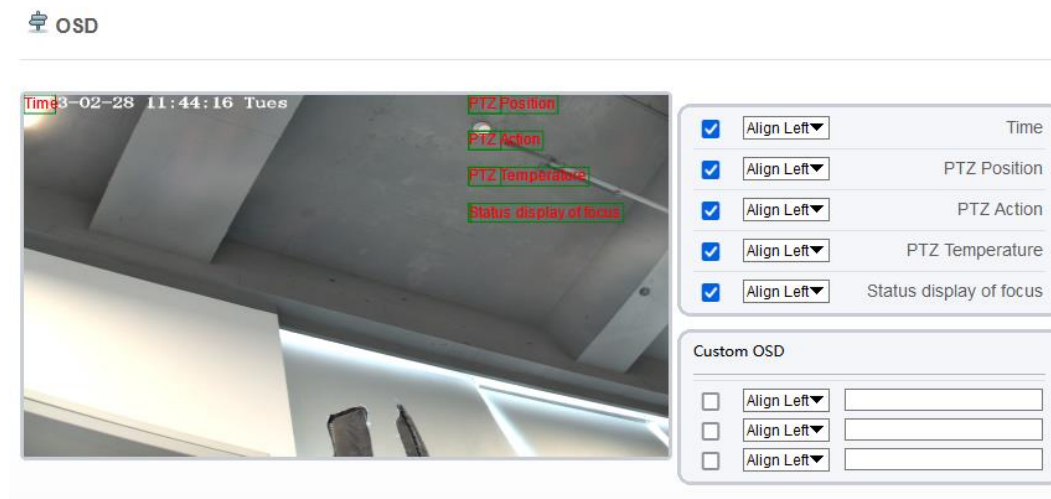 OSD
Time3-02-28 11:44:16 Tues
PTZ Position
PTZ Action
PTZ Temperature
Status display of focus
Align Left Time
Align Left PTZ Position
Align Left PTZ Action
Align Left PTZ Temperature
Align Left Status display of focus
Custom OSD
Align Left
Align Left
Align Left